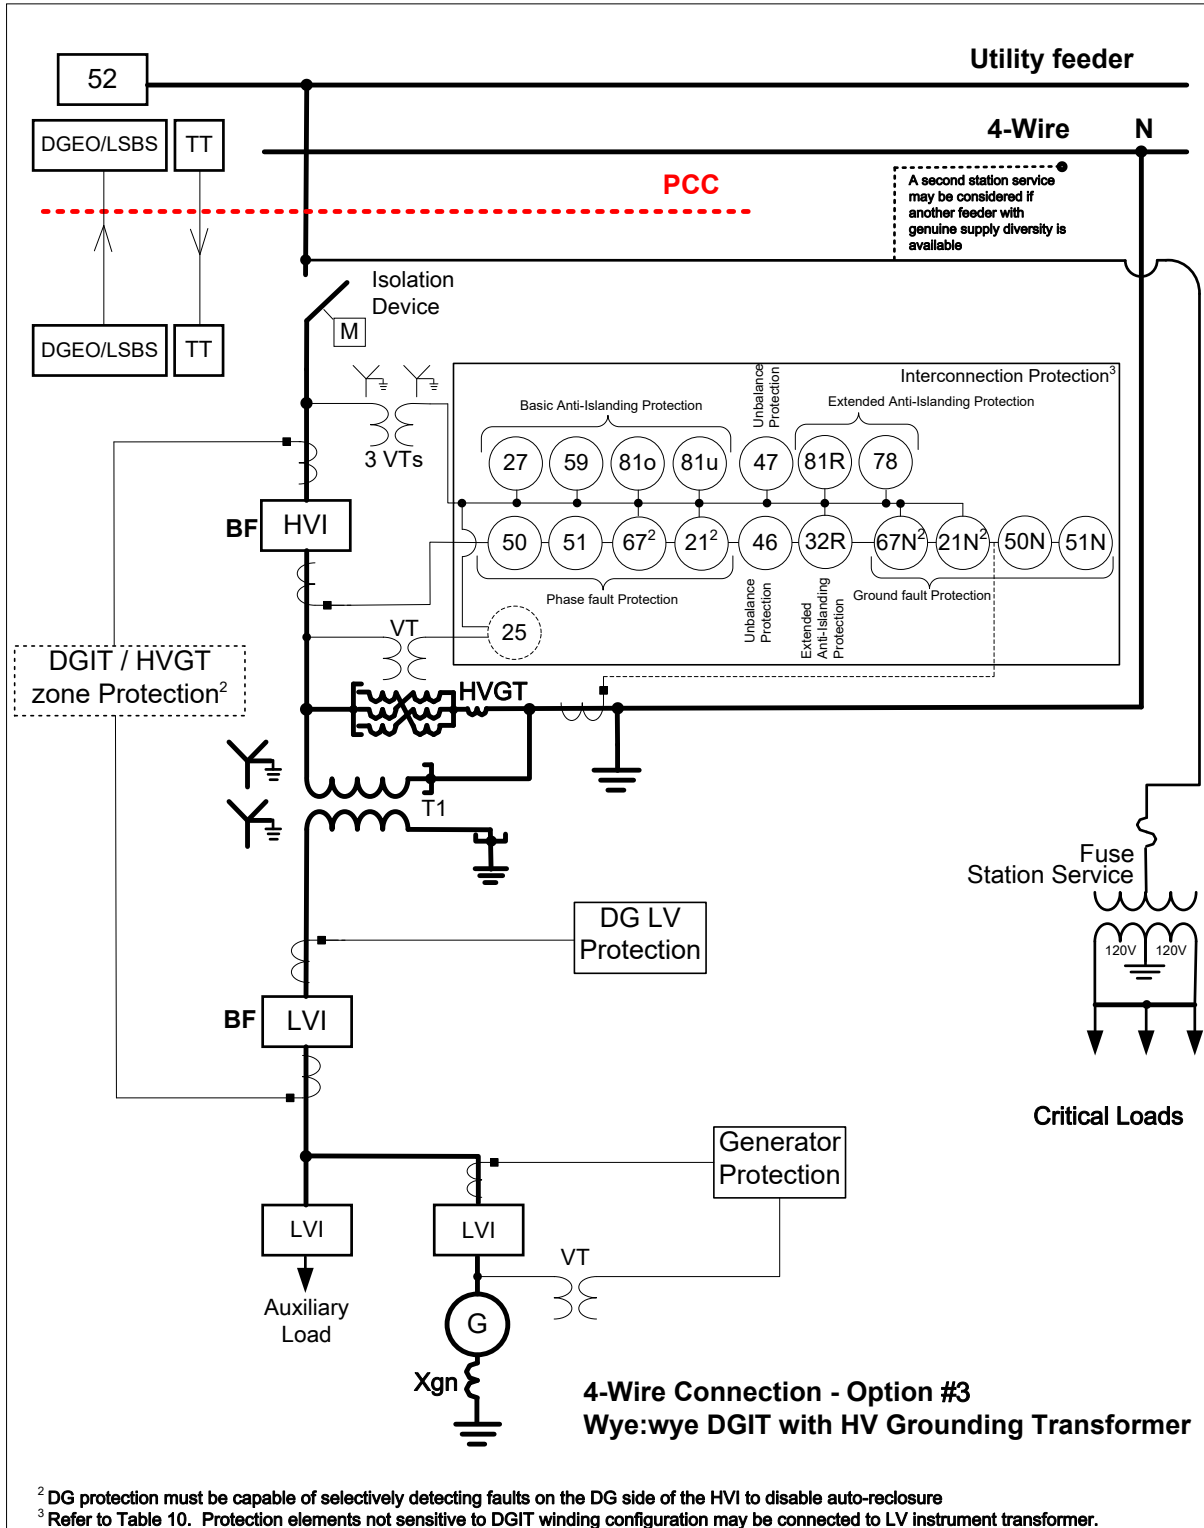 Utility feeder
52
4-Wire N
DGEO/LSBS TT
PCC
A second station service
may be considered if
another feeder with
genuine supply diversity is
available
Isolation
Device
M
DGEO/LSBS TT
Interconnection Protection3
Basic Anti-Islanding Protection
Unbalance
Protection
Extended Anti-Islanding Protection
3 VTs
27 59 81o 81u 47 81R 78
BF HVI
50 51 67² 21² 46 32R 67N² 21N² 50N 51N
Phase fault Protection
Unbalance
Protection
Extended
Anti-Islanding
Protection
Ground fault Protection
VT
25
DGIT / HVGT
zone Protection²
HVGT
T1
Fuse
Station Service
120V 120V
DG LV
Protection
BF LVI
Critical Loads
Generator
Protection
LVI LVI
VT
Auxiliary
Load
G
Xgn
4-Wire Connection - Option #3
Wye:wye DGIT with HV Grounding Transformer
² DG protection must be capable of selectively detecting faults on the DG side of the HVI to disable auto-reclosure
³ Refer to Table 10. Protection elements not sensitive to DGIT winding configuration may be connected to LV instrument transformer.